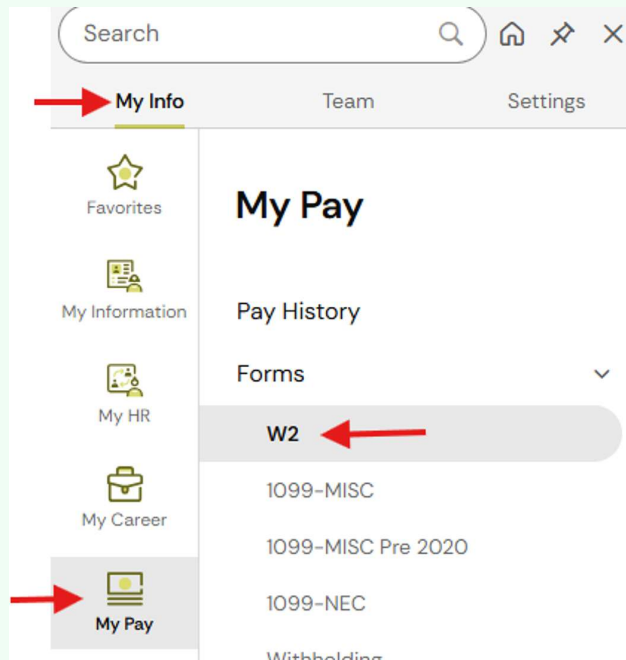 Search
My Info
Team
Settings
Favorites
My Information
My HR
My Career
My Pay
My Pay
Pay History
Forms
W2
1099-MISC
1099-MISC Pre 2020
1099-NEC
Withholding